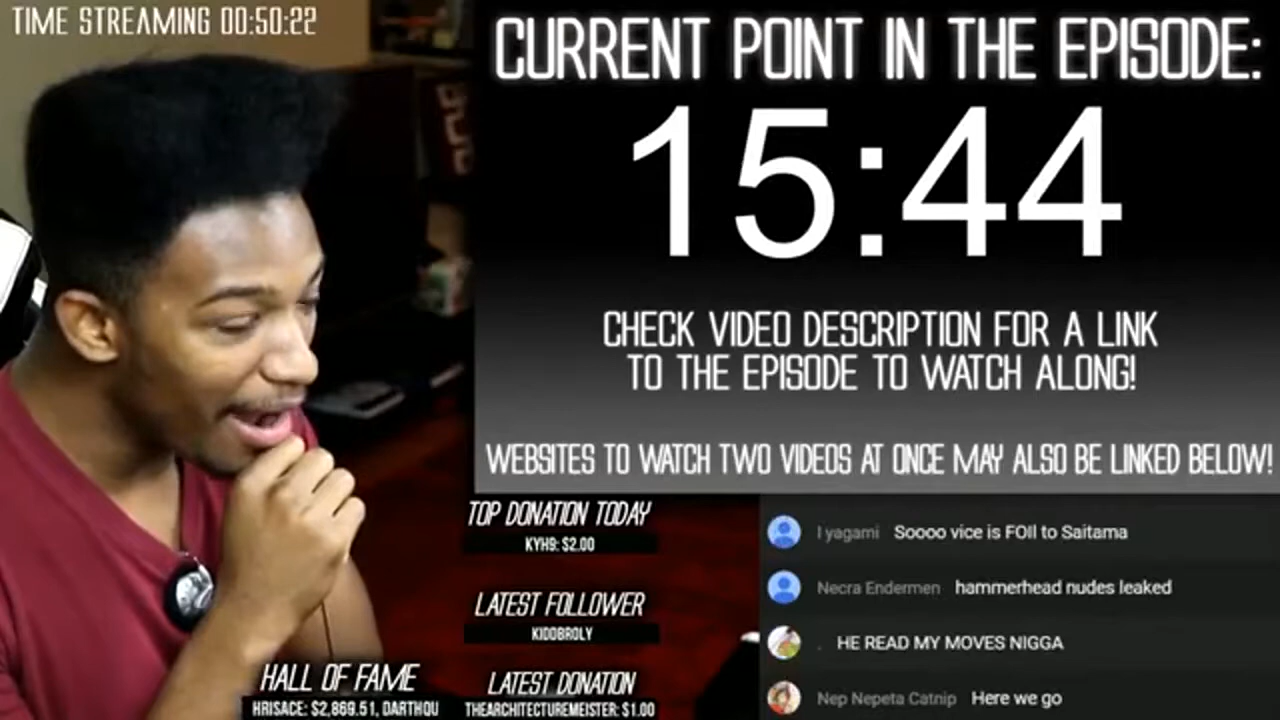 TIME STREAMING 00:50:22
CURRENT POINT IN THE EPISODE:
15:44
CHECK VIDEO DESCRIPTION FOR A LINK
TO THE EPISODE TO WATCH ALONG!
WEBSITES TO WATCH TWO VIDEOS AT ONCE MAY ALSO BE LINKED BELOW!
TOP DONATION TODAY
KYH9: $2.00
LATEST FOLLOWER
KIDOBROLY
HALL OF FAME
HRISACE: $2,869.51, DARTHQU
LATEST DONATION
THEARCHITECTUREMEISTER: $1.00
I yagami Soooo vice is FOIl to Saitama
Necra Endermen hammerhead nudes leaked
. HE READ MY MOVES NIGGA
Nep Nepeta Catnip Here we go